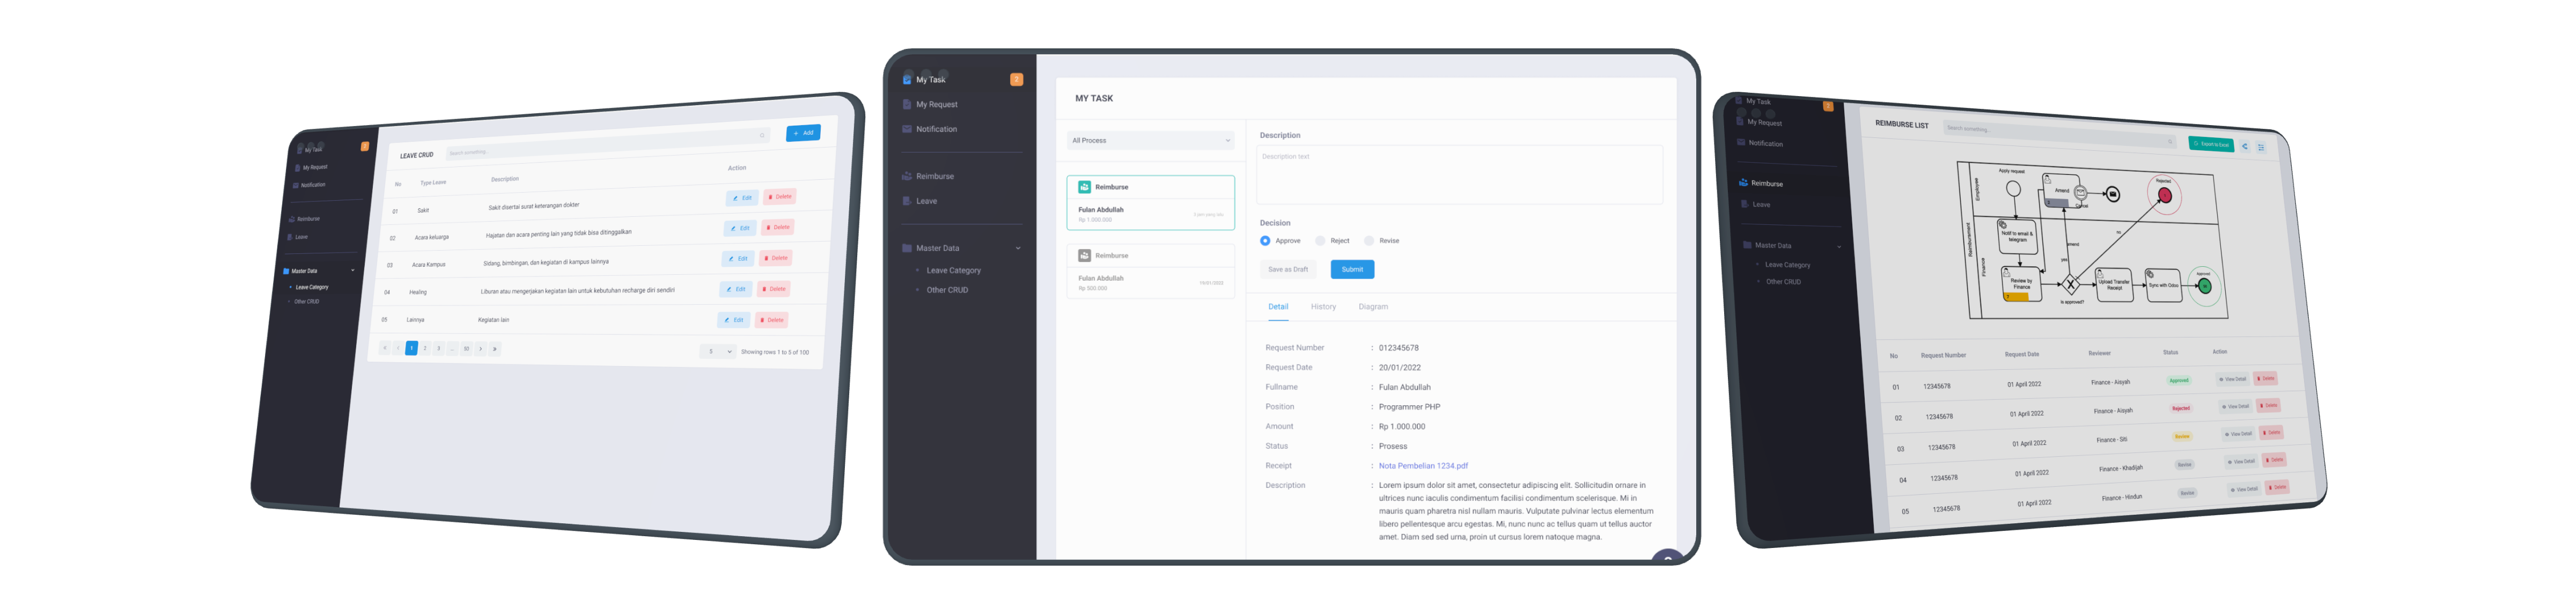 My Task
My Request
Notification
Reimburse
Leave
Master Data
Leave Category
Other CRUD
LEAVE CRUD
Search something...
+ Add
No Type Leave Description Action
01 Sakit Sakit disertai surat keterangan dokter Edit Delete
02 Acara keluarga Hajatan dan acara penting lain yang tidak bisa ditinggalkan Edit Delete
03 Acara Kampus Sidang, bimbingan, dan kegiatan di kampus lainnya Edit Delete
04 Healing Liburan atau mengerjakan kegiatan lain untuk kebutuhan recharge diri sendiri Edit Delete
05 Lainnya Kegiatan lain Edit Delete
« ‹ 1 2 3 ... 10 › »
5 Showing rows 1 to 5 of 100
My Task 2
My Request
Notification
Reimburse
Leave
Master Data
Leave Category
Other CRUD
MY TASK
All Process
Reimburse
Fulan Abdullah
Rp 1.000.000
Reimburse
Fulan Abdullah
Rp 500.000
Description
Description text
Decision
Approve Reject Revise
Save as Draft Submit
Detail History Diagram
Request Number : 012345678
Request Date : 20/01/2022
Fullname : Fulan Abdullah
Position : Programmer PHP
Amount : Rp 1.000.000
Status : Prosess
Receipt : Nota Pembelian 1234.pdf
Description : Lorem ipsum dolor sit amet, consectetur adipiscing elit. Sollicitudin ornare in
ultrices nunc iaculis condimentum facilisi condimentum scelerisque. Mi in
mauris quam pharetra nisl nullam mauris. Vulputate pulvinar lectus elementum
libero pellentesque arcu egestas. Mi, nunc nunc ac tellus quam ut tellus auctor
amet. Diam sed sed urna, proin ut cursus lorem natoque magna.
My Task
My Request
Notification
Reimburse
Leave
Master Data
Leave Category
Other CRUD
REIMBURSE LIST
Search something...
Export to Excel
Reimbursement
Employee
Finance
Apply request
Amend
Cancel
Rejected
Notif to email &
telegram
amend
no
yes
Review by
Finance
Is approved?
Upload Transfer
Receipt
Sync with Odoo
Approved
No Request Number Request Date Reviewer Status Action
01 12345678 01 April 2022 Finance - Aisyah Approved View Detail Delete
02 12345678 01 April 2022 Finance - Aisyah Rejected View Detail Delete
03 12345678 01 April 2022 Finance - Siti Review View Detail Delete
04 12345678 01 April 2022 Finance - Khadijah Revise View Detail Delete
05 12345678 01 April 2022 Finance - Hindun Revise View Detail Delete